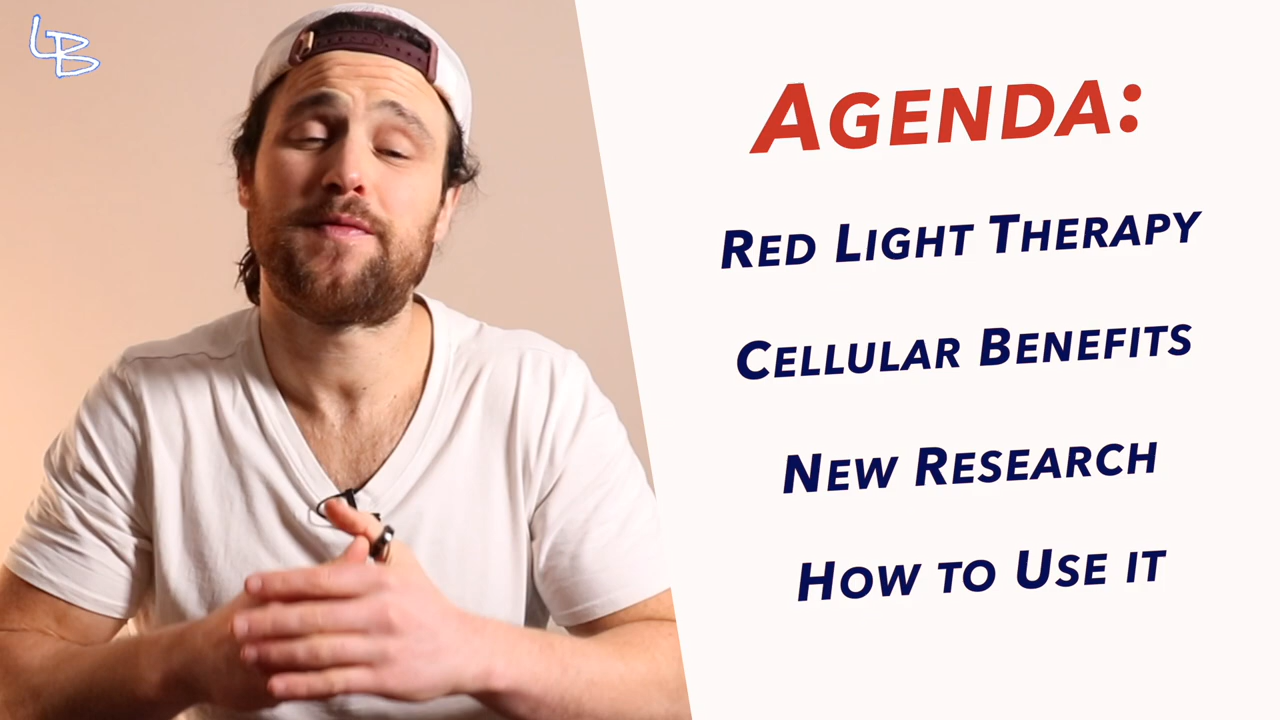 LB
AGENDA:
RED LIGHT THERAPY
CELLULAR BENEFITS
NEW RESEARCH
HOW TO USE IT